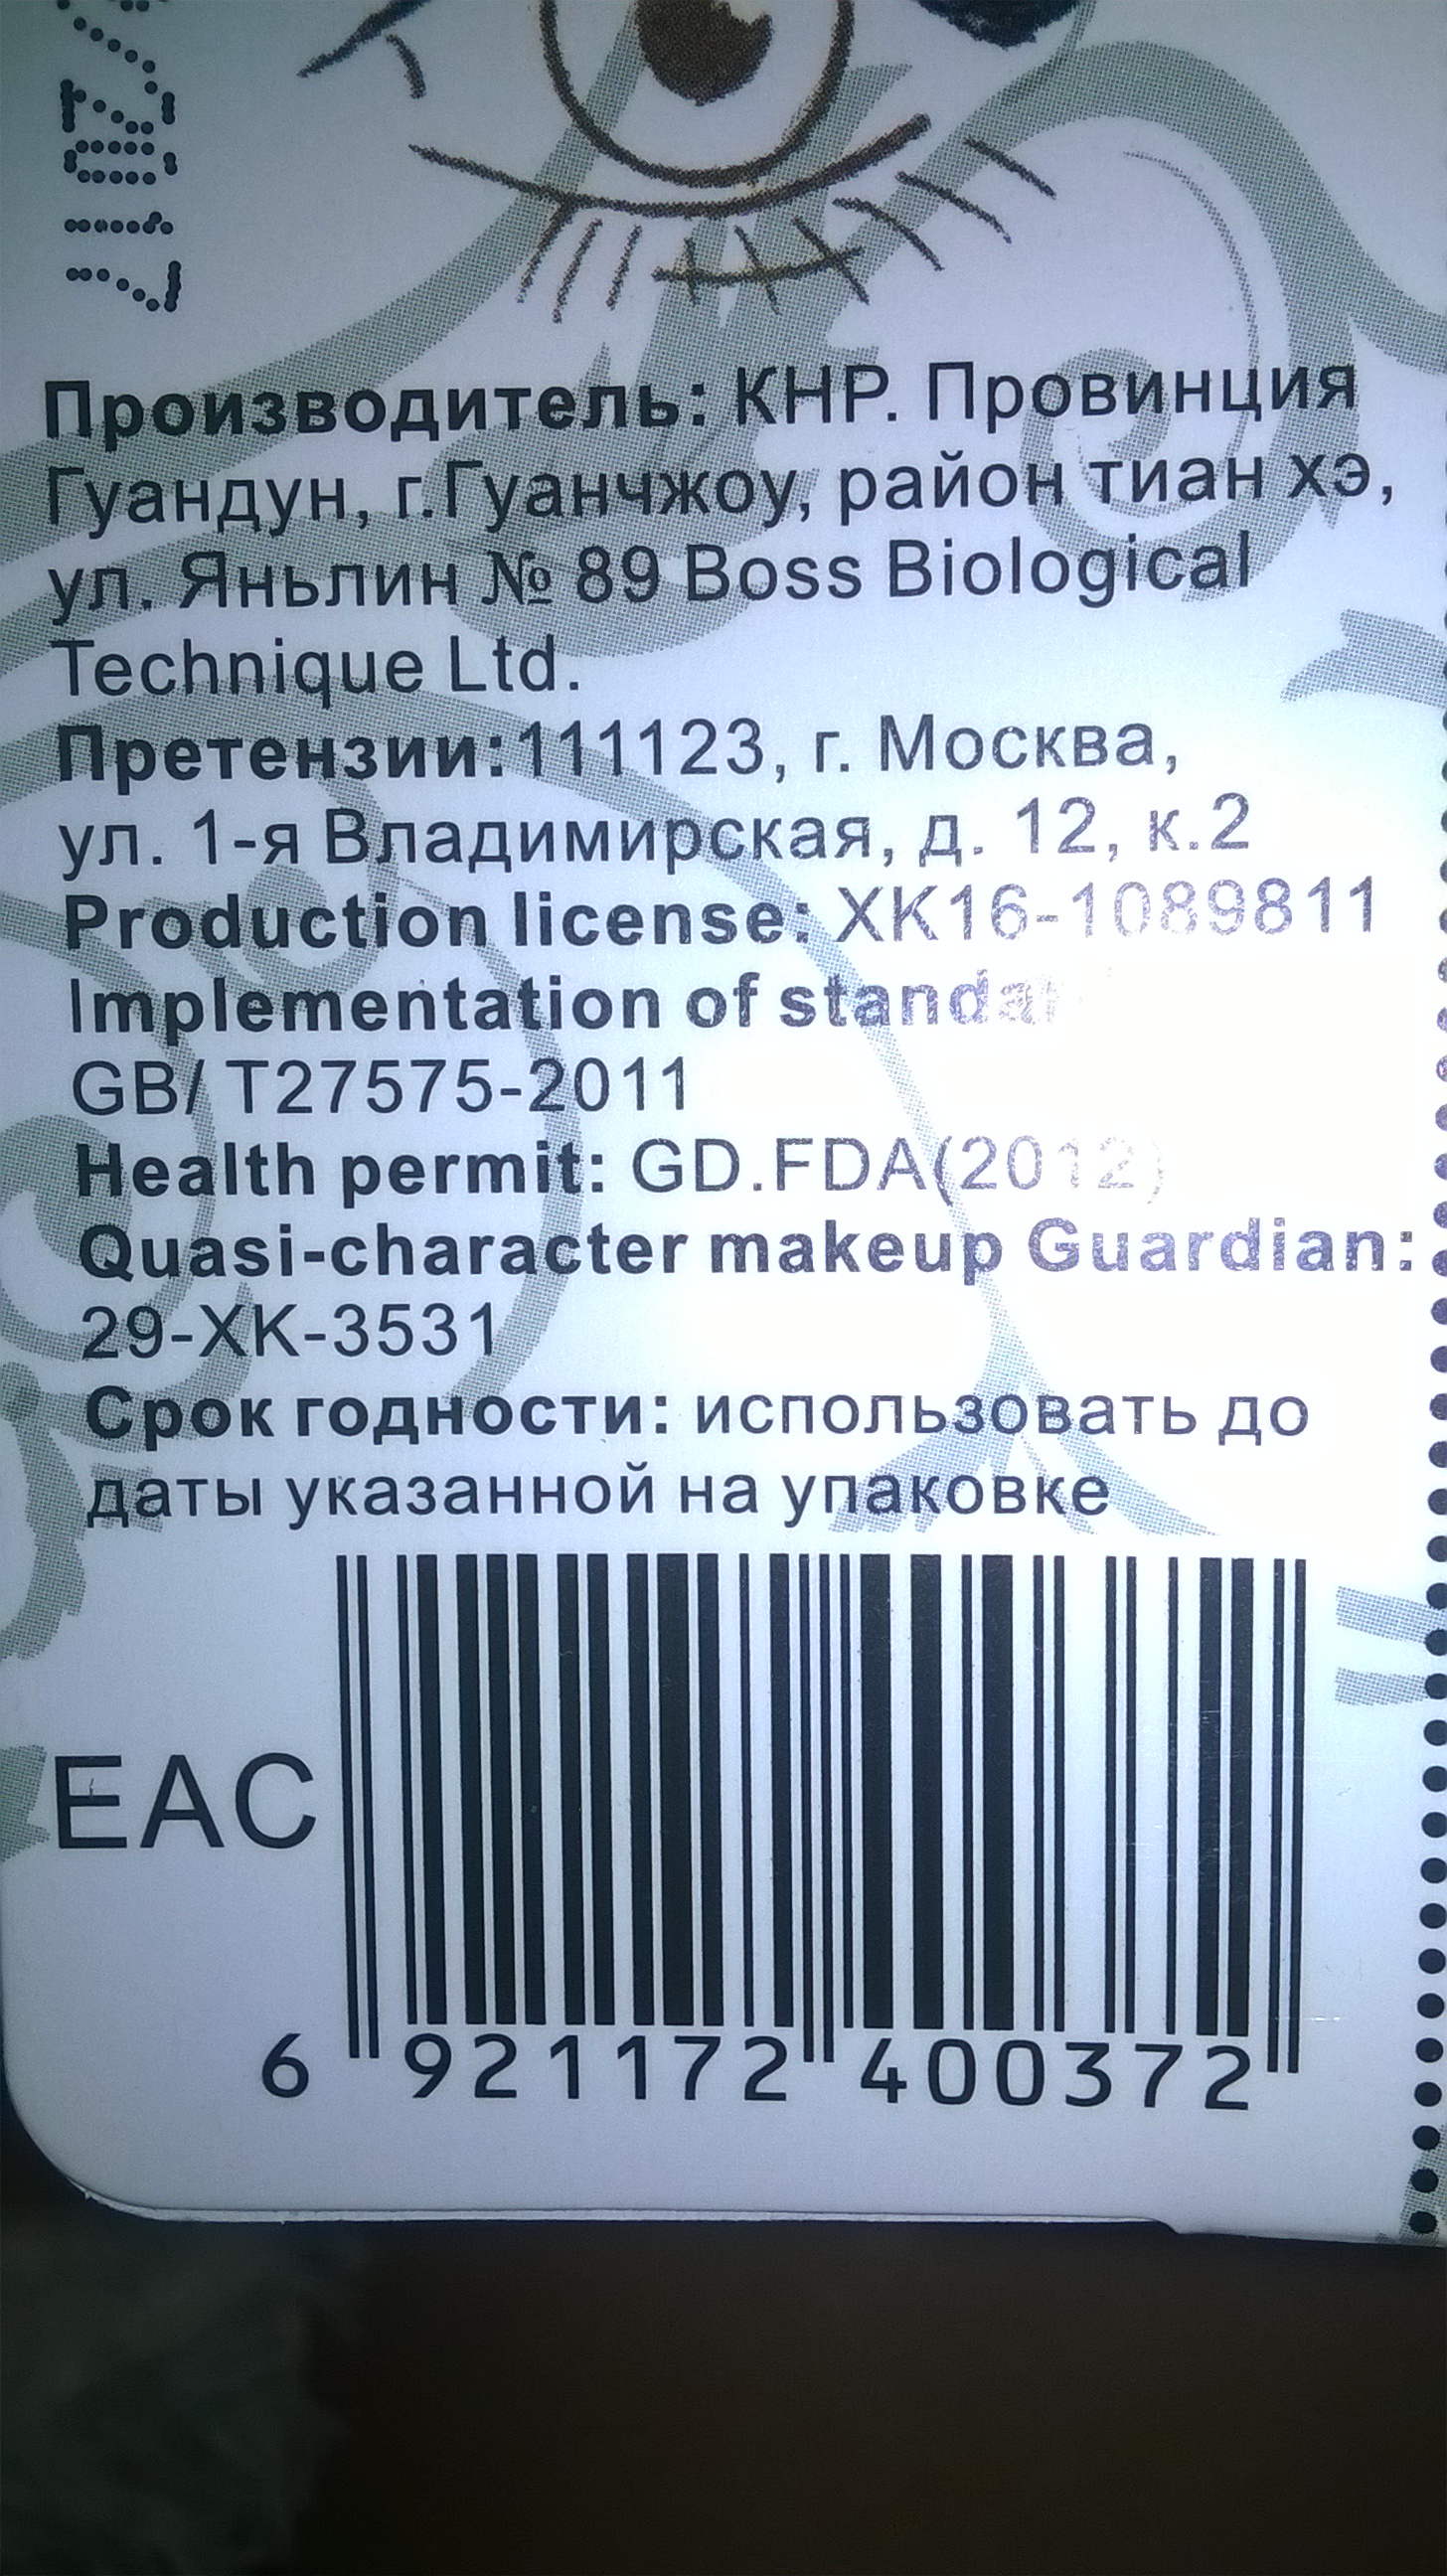 Производитель: КНР. Провинция
Гуандун, г.Гуанчжоу, район тиан хэ,
ул. Яньлин № 89 Boss Biological
Technique Ltd.
Претензии:111123, г. Москва,
ул. 1-я Владимирская, д. 12, к.2
Production license: XK16-1089811
Implementation of
GB/ T27575-2011
Health permit: GD.FDA(2012)
Quasi-character makeup Guardian:
29-XK-3531
Срок годности: использовать до
даты указанной на упаковке
EAC
6 921172 400372